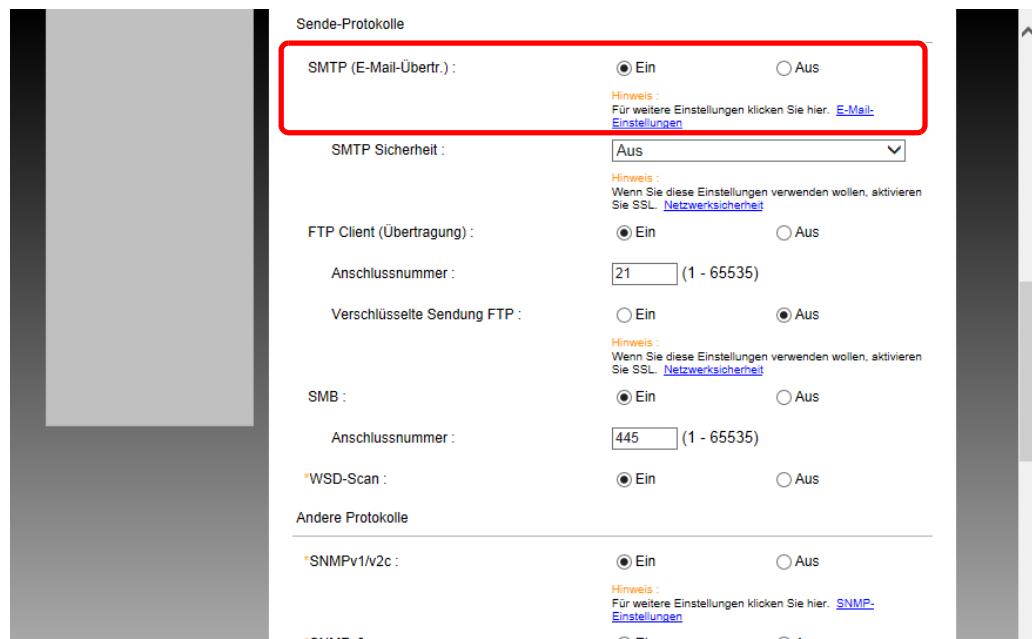 Sende-Protokolle
SMTP (E-Mail-Übertr.) : Ein Aus
Hinweis :
Für weitere Einstellungen klicken Sie hier. E-Mail-
Einstellungen
SMTP Sicherheit : Aus
Hinweis :
Wenn Sie diese Einstellungen verwenden wollen, aktivieren
Sie SSL. Netzwerksicherheit
FTP Client (Übertragung) : Ein Aus
Anschlussnummer : 21 (1 - 65535)
Verschlüsselte Sendung FTP : Ein Aus
Hinweis :
Wenn Sie diese Einstellungen verwenden wollen, aktivieren
Sie SSL. Netzwerksicherheit
SMB : Ein Aus
Anschlussnummer : 445 (1 - 65535)
*WSD-Scan : Ein Aus
Andere Protokolle
*SNMPv1/v2c : Ein Aus
Hinweis :
Für weitere Einstellungen klicken Sie hier. SNMP-
Einstellungen